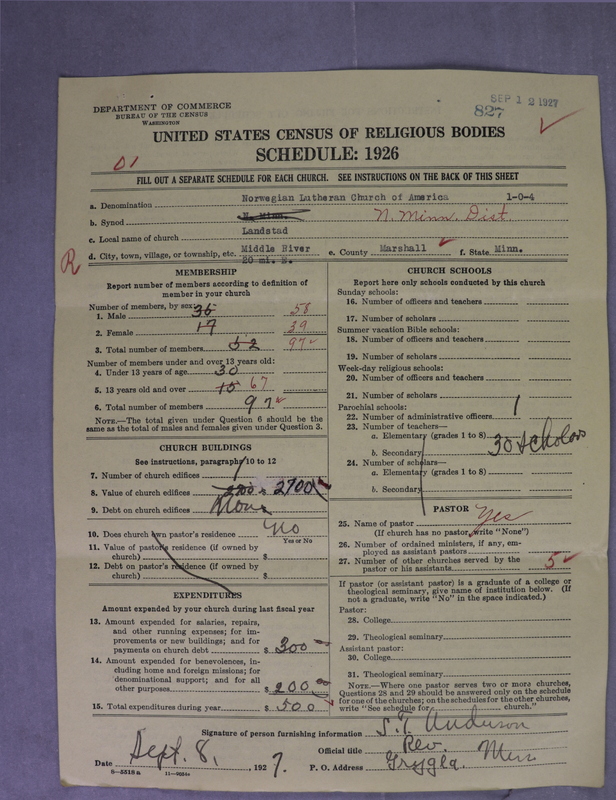 SEP 12 1927
827
DEPARTMENT OF COMMERCE
BUREAU OF THE CENSUS
WASHINGTON
UNITED STATES CENSUS OF RELIGIOUS BODIES
SCHEDULE: 1926
01
FILL OUT A SEPARATE SCHEDULE FOR EACH CHURCH. SEE INSTRUCTIONS ON THE BACK OF THIS SHEET
a. Denomination Norwegian Lutheran Church of America 1-0-4
b. Synod N. Minn. N. Minn. Dist.
c. Local name of church Landstad
d. City, town, village, or township, etc. Middle River e. County Marshall f. State Minn.
20 mi. E.
R
MEMBERSHIP
Report number of members according to definition of
member in your church
Number of members, by sex:
1. Male 35 58
2. Female 17 39
3. Total number of members 52 97
Number of members under and over 13 years old:
4. Under 13 years of age 30
5. 13 years old and over 15 67
6. Total number of members 97
NOTE.—The total given under Question 6 should be the
same as the total of males and females given under Question 3.
CHURCH BUILDINGS
See instructions, paragraphs 10 to 12
7. Number of church edifices 1
8. Value of church edifices 2700
9. Debt on church edifices None
10. Does church own pastor's residence No
Yes or No
11. Value of pastor's residence (if owned by
church) $
12. Debt on pastor's residence (if owned by
church) $
EXPENDITURES
Amount expended by your church during last fiscal year
13. Amount expended for salaries, repairs,
and other running expenses; for im-
provements or new buildings; and for
payments on church debt $ 300
14. Amount expended for benevolences, in-
cluding home and foreign missions; for
denominational support; and for all
other purposes $ 200
15. Total expenditures during year $ 500
CHURCH SCHOOLS
Report here only schools conducted by this church
Sunday schools:
16. Number of officers and teachers
17. Number of scholars
Summer vacation Bible schools:
18. Number of officers and teachers
19. Number of scholars
Week-day religious schools:
20. Number of officers and teachers
21. Number of scholars
Parochial schools:
22. Number of administrative officers 1
23. Number of teachers—
a. Elementary (grades 1 to 8)
b. Secondary 30 scholars
24. Number of scholars—
a. Elementary (grades 1 to 8)
b. Secondary
PASTOR
25. Name of pastor Yes
(If church has no pastor, write "None")
26. Number of ordained ministers, if any, em-
ployed as assistant pastors
27. Number of other churches served by the
pastor or his assistants 5
If pastor (or assistant pastor) is a graduate of a college or
theological seminary, give name of institution below. (If
not a graduate, write "No" in the space indicated.)
Pastor:
28. College
29. Theological seminary
Assistant pastor:
30. College
31. Theological seminary
NOTE.—Where one pastor serves two or more churches,
Questions 28 and 29 should be answered only on the schedule
for one of the churches; on the schedules for the other churches,
write "See schedule for church."
Signature of person furnishing information S. T. Anderson
Official title Rev.
Date Sept. 8, 1927. P. O. Address Grygla, Minn
8-5518a 11-9034